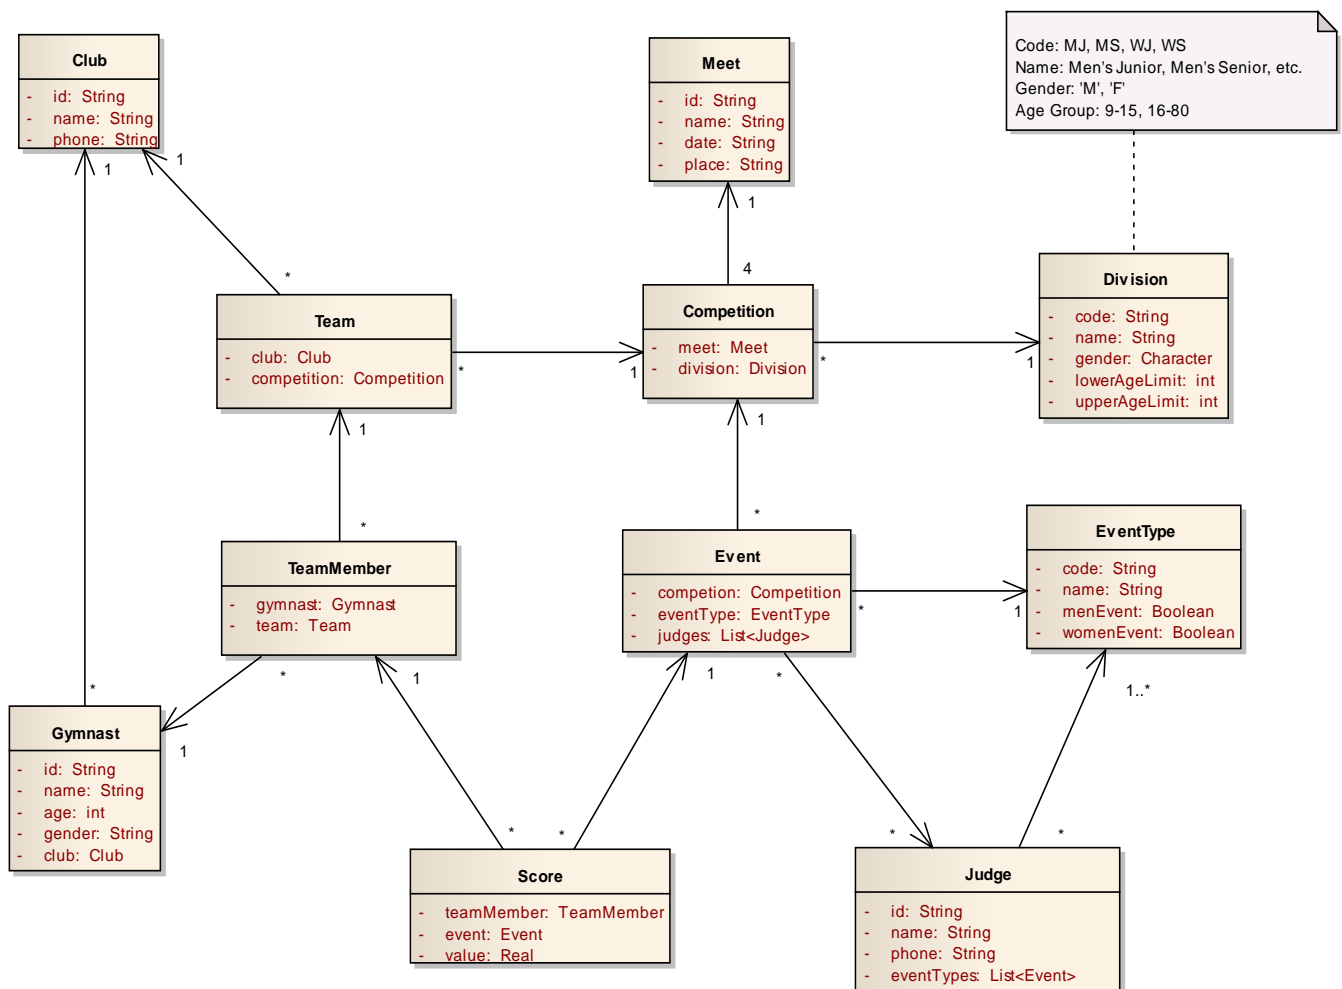 Club
- id: String
- name: String
- phone: String
1
1
Meet
- id: String
- name: String
- date: String
- place: String
1
4
Code: MJ, MS, WJ, WS
Name: Men's Junior, Men's Senior, etc.
Gender: 'M', 'F'
Age Group: 9-15, 16-80
Division
- code: String
- name: String
- gender: Character
- lowerAgeLimit: int
- upperAgeLimit: int
*
Team
- club: Club
- competition: Competition
*
1
1
Competition
- meet: Meet
- division: Division
*
1
1
*
*
TeamMember
- gymnast: Gymnast
- team: Team
*
1
1
Event
- competion: Competition
- eventType: EventType
- judges: List<Judge>
*
1
1
*
EventType
- code: String
- name: String
- menEvent: Boolean
- womenEvent: Boolean
1..*
*
Gymnast
- id: String
- name: String
- age: int
- gender: String
- club: Club
*
*
Score
- teamMember: TeamMember
- event: Event
- value: Real
*
*
Judge
- id: String
- name: String
- phone: String
- eventTypes: List<Event>